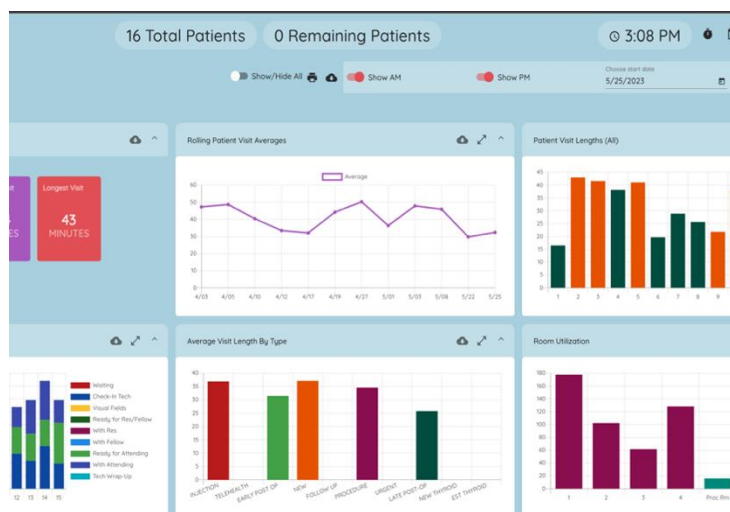 16 Total Patients
0 Remaining Patients
3:08 PM
Show/Hide All
Show AM
Show PM
Choose start date
5/25/2023
Longest Visit
43
MINUTES
Rolling Patient Visit Averages
Average
60
50
40
30
20
10
0
4/03 4/05 4/10 4/12 4/17 4/19 4/27 5/01 5/03 5/08 5/22 5/25
Patient Visit Lengths (All)
45
40
35
30
25
20
15
10
5
0
1 2 3 4 5 6 7 8 9
Waiting
Check-In Tech
Visual Fields
Ready for Res/Fellow
With Res
With Fellow
Ready for Attending
With Attending
Tech Wrap-Up
12 13 14 15
Average Visit Length By Type
40
35
30
25
20
15
10
5
0
INJECTION TELEHEALTH EARLY POST OP NEW FOLLOW UP PROCEDURE URGENT LATE POST-OP NEW THYROID EST THYROID
Room Utilization
180
160
140
120
100
80
60
40
20
0
1 2 3 4 Proc Rm